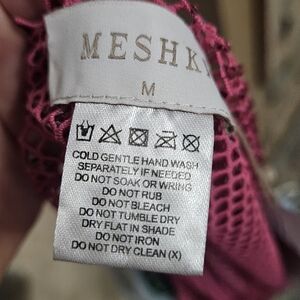 MESHK
M
COLD GENTLE HAND WASH
SEPARATELY IF NEEDED
DO NOT SOAK OR WRING
DO NOT RUB
DO NOT BLEACH
DO NOT TUMBLE DRY
DRY FLAT IN SHADE
DO NOT IRON
DO NOT DRY CLEAN (X)